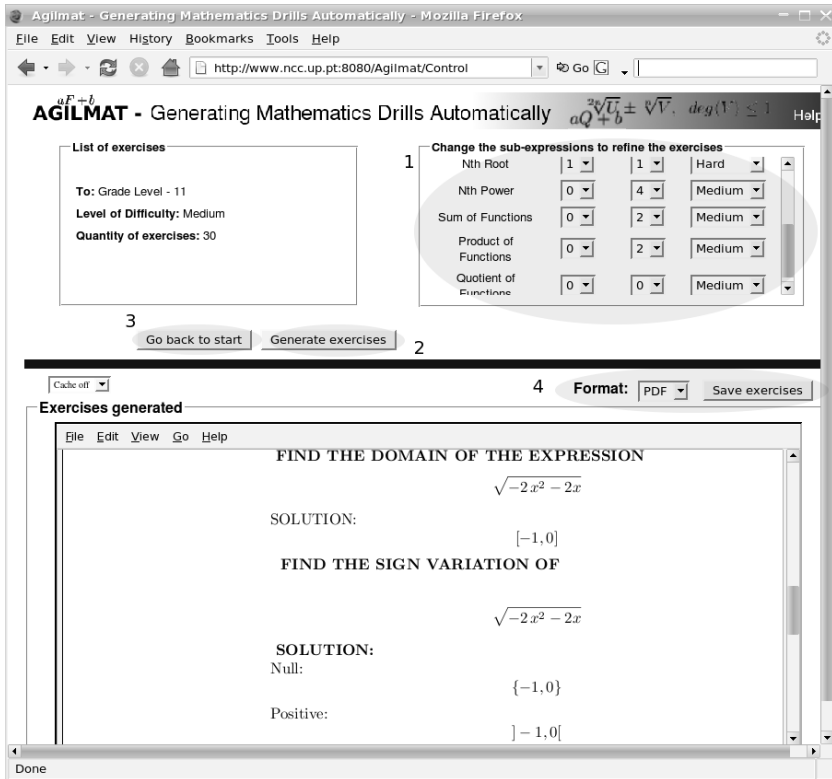 Agilmat - Generating Mathematics Drills Automatically - Mozilla Firefox
File Edit View History Bookmarks Tools Help
http://www.ncc.up.pt:8080/Agilmat/Control Go G
aF + b
AGILMAT - Generating Mathematics Drills Automatically
Help
List of exercises
To: Grade Level - 11
Level of Difficulty: Medium
Quantity of exercises: 30
1
Change the sub-expressions to refine the exercises
Nth Root 1 1 Hard
Nth Power 0 4 Medium
Sum of Functions 0 2 Medium
Product of
Functions 0 2 Medium
Quotient of
Functions 0 0 Medium
3
Go back to start Generate exercises
2
Cache off
4 Format: PDF Save exercises
Exercises generated
File Edit View Go Help
FIND THE DOMAIN OF THE EXPRESSION
√(−2 x² − 2x)
SOLUTION:
[−1, 0]
FIND THE SIGN VARIATION OF
√(−2 x² − 2x)
SOLUTION:
Null:
{−1, 0}
Positive:
] − 1, 0[
Done